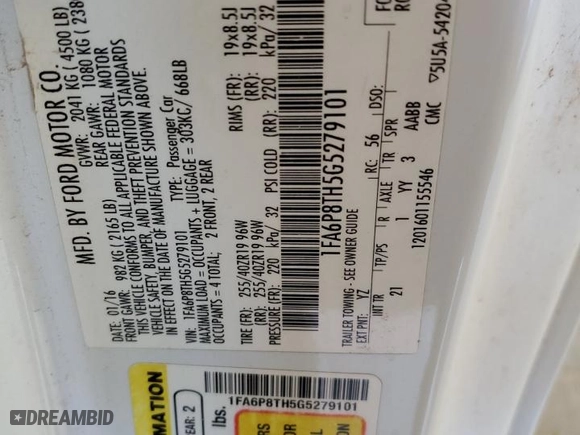 MFD. BY FORD MOTOR CO.
DATE: 01/16 GVWR: 2041 KG ( 4500 LB)
FRONT GAWR: 982 KG ( 2165 LB) REAR GAWR: 1080 KG ( 238
THIS VEHICLE CONFORMS TO ALL APPLICABLE FEDERAL MOTOR
VEHICLE SAFETY, BUMPER, AND THEFT PREVENTION STANDARDS
IN EFFECT ON THE DATE OF MANUFACTURE SHOWN ABOVE.
VIN: 1FA6P8TH5G5279101 TYPE: Passenger Car
MAXIMUM LOAD = OCCUPANTS + LUGGAGE = 303KG/ 668LB
OCCUPANTS = 4 TOTAL; 2 FRONT, 2 REAR
TIRE (FR): 255/40ZR19 96W RIMS (FR): 19x8.5J
TIRE (RR): 255/40ZR19 96W (RR): 19x8.5J
PRESSURE (FR): 220 kPa/ 32 PSI COLD (RR): 220 kPa/ 32
1FA6P8TH5G5279101
TRAILER TOWING - SEE OWNER GUIDE
EXT PNT: YZ RC: 56 DSO:
INT TR TP/PS R AXLE TR SPR
21 1 YY 3 AABB
1201601155546 CMC
▽5U5A-5420
1FA6P8TH5G5279101
MATION
EAR: 2
lbs.
DREAMBID